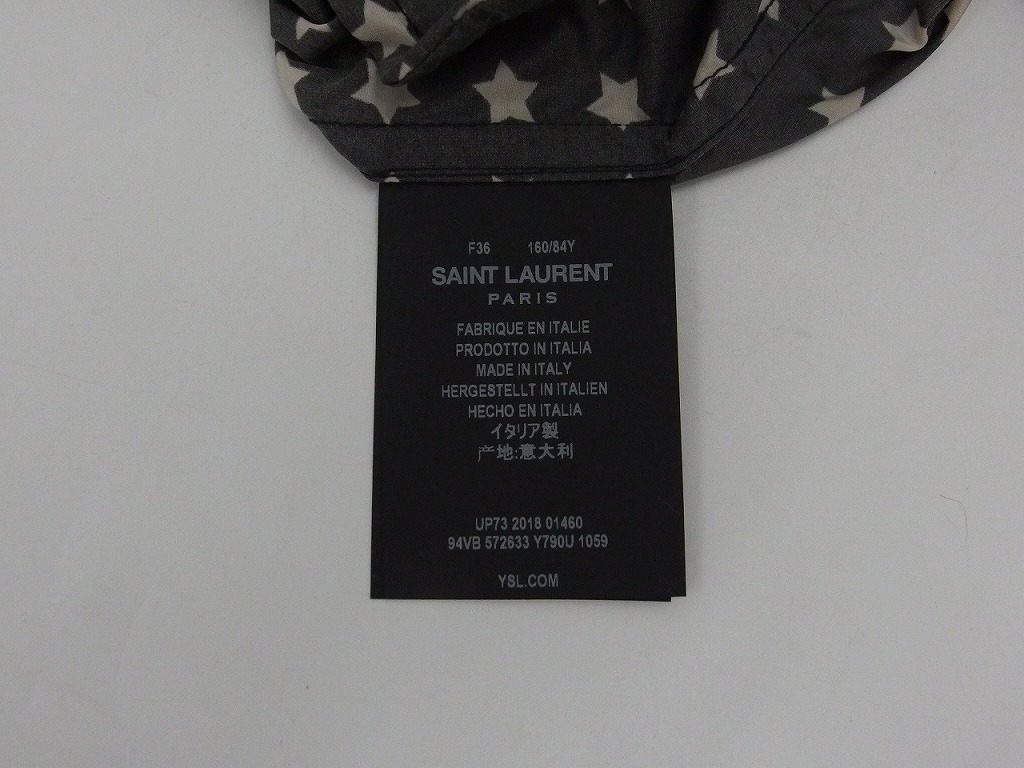 F36 160/84Y
SAINT LAURENT
PARIS
FABRIQUE EN ITALIE
PRODOTTO IN ITALIA
MADE IN ITALY
HERGESTELLT IN ITALIEN
HECHO EN ITALIA
イタリア製
产地:意大利
UP73 2018 01460
94VB 572633 Y790U 1059
YSL.COM